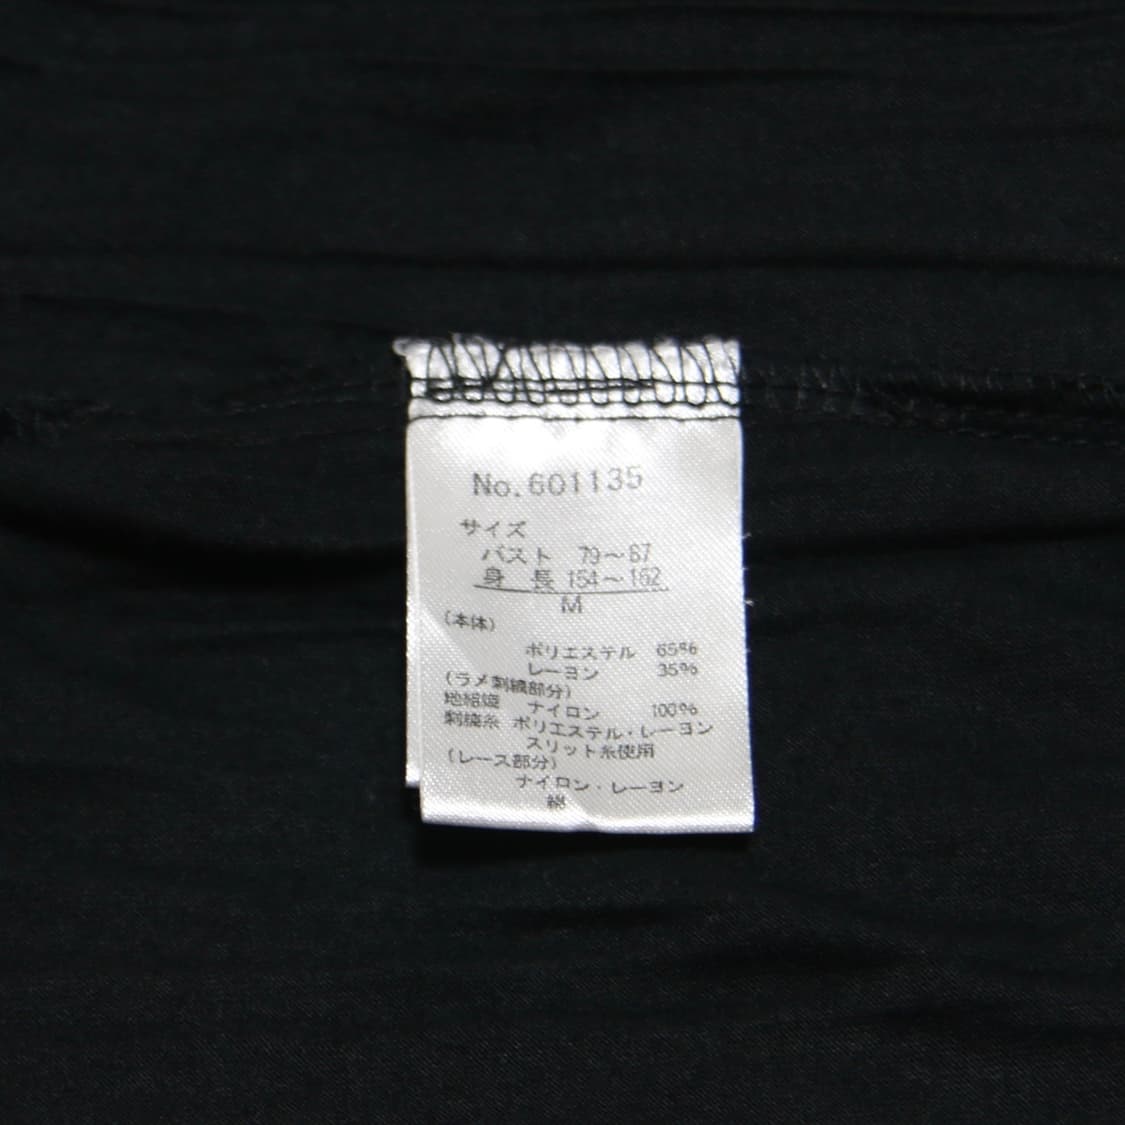 No.601135
サイズ
バスト 79〜87
身長 154〜162
M
(本体)
ポリエステル 65%
レーヨン 35%
(ラメ刺繍部分)
地組織 ナイロン 100%
刺繍糸 ポリエステル・レーヨン
スリット糸使用
(レース部分)
ナイロン・レーヨン
綿